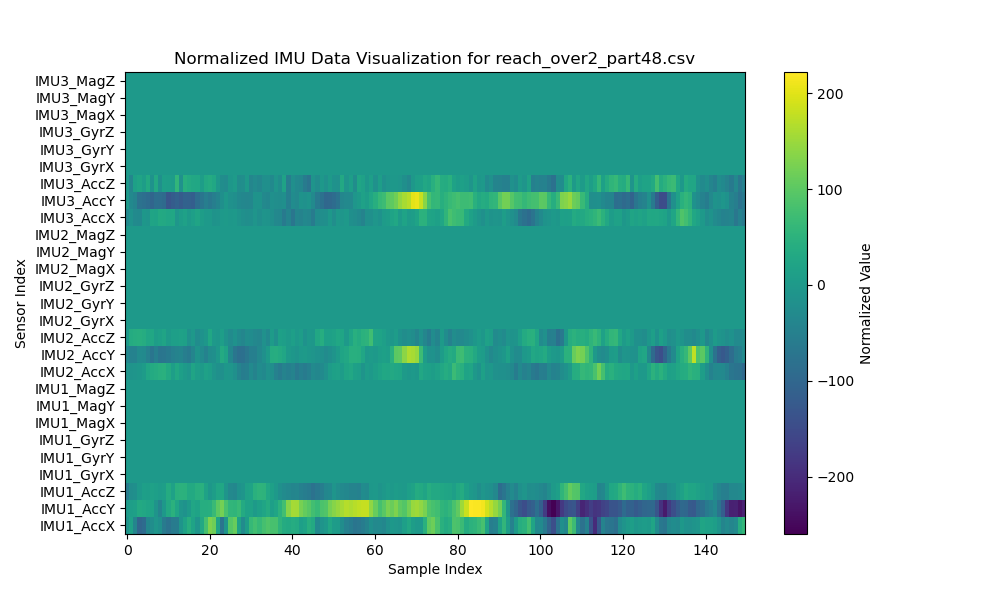 Normalized IMU Data Visualization for reach_over2_part48.csv
IMU3_MagZ
IMU3_MagY
IMU3_MagX
IMU3_GyrZ
IMU3_GyrY
IMU3_GyrX
IMU3_AccZ
IMU3_AccY
IMU3_AccX
IMU2_MagZ
IMU2_MagY
IMU2_MagX
IMU2_GyrZ
IMU2_GyrY
IMU2_GyrX
IMU2_AccZ
IMU2_AccY
IMU2_AccX
IMU1_MagZ
IMU1_MagY
IMU1_MagX
IMU1_GyrZ
IMU1_GyrY
IMU1_GyrX
IMU1_AccZ
IMU1_AccY
IMU1_AccX
Sensor Index
0 20 40 60 80 100 120 140
Sample Index
200
100
0
−100
−200
Normalized Value